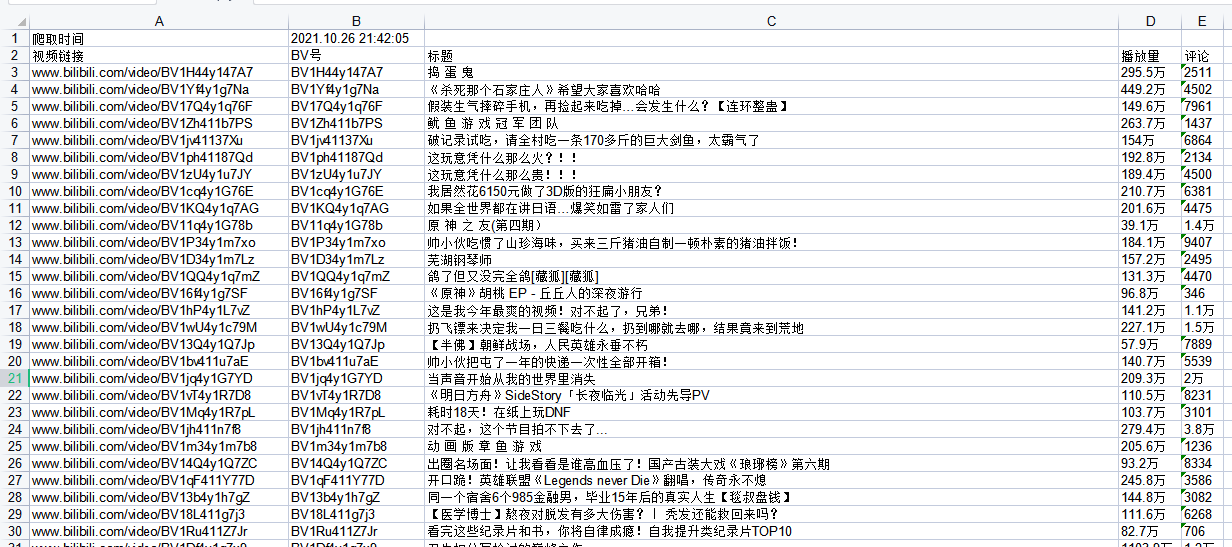 A B C D E
1 爬取时间 2021.10.26 21:42:05
2 视频链接 BV号 标题 播放量 评论
3 www.bilibili.com/video/BV1H44y147A7 BV1H44y147A7 捣 蛋 鬼 295.5万 2511
4 www.bilibili.com/video/BV1Yf4y1g7Na BV1Yf4y1g7Na 《杀死那个石家庄人》希望大家喜欢哈哈 449.2万 4502
5 www.bilibili.com/video/BV17Q4y1q76F BV17Q4y1q76F 假装生气摔碎手机，再捡起来吃掉…会发生什么？【连环整蛊】 149.6万 7961
6 www.bilibili.com/video/BV1Zh411b7PS BV1Zh411b7PS 鱿 鱼 游 戏 冠 军 团 队 263.7万 1437
7 www.bilibili.com/video/BV1jv41137Xu BV1jv41137Xu 破记录试吃，请全村吃一条170多斤的巨大剑鱼，太霸气了 154万 6864
8 www.bilibili.com/video/BV1ph41187Qd BV1ph41187Qd 这玩意凭什么那么火？！！ 192.8万 2134
9 www.bilibili.com/video/BV1zU4y1u7JY BV1zU4y1u7JY 这玩意凭什么那么贵！！！ 189.4万 4500
10 www.bilibili.com/video/BV1cq4y1G76E BV1cq4y1G76E 我居然花6150元做了3D版的狂扁小朋友？ 210.7万 6381
11 www.bilibili.com/video/BV1KQ4y1q7AG BV1KQ4y1q7AG 如果全世界都在讲日语…爆笑如雷了家人们 201.6万 4475
12 www.bilibili.com/video/BV11q4y1G78b BV11q4y1G78b 原 神 之 友(第四期） 39.1万 1.4万
13 www.bilibili.com/video/BV1P34y1m7xo BV1P34y1m7xo 帅小伙吃惯了山珍海味，买来三斤猪油自制一顿朴素的猪油拌饭！ 184.1万 9407
14 www.bilibili.com/video/BV1D34y1m7Lz BV1D34y1m7Lz 芜湖钢琴师 157.2万 2495
15 www.bilibili.com/video/BV1QQ4y1q7mZ BV1QQ4y1q7mZ 鸽了但又没完全鸽[藏狐][藏狐] 131.3万 4470
16 www.bilibili.com/video/BV16f4y1g7SF BV16f4y1g7SF 《原神》胡桃 EP - 丘丘人的深夜游行 96.8万 346
17 www.bilibili.com/video/BV1hP4y1L7vZ BV1hP4y1L7vZ 这是我今年最爽的视频！对不起了，兄弟！ 141.2万 1.1万
18 www.bilibili.com/video/BV1wU4y1c79M BV1wU4y1c79M 扔飞镖来决定我一日三餐吃什么，扔到哪就去哪，结果竟来到荒地 227.1万 1.5万
19 www.bilibili.com/video/BV13Q4y1Q7Jp BV13Q4y1Q7Jp 【半佛】朝鲜战场，人民英雄永垂不朽 57.9万 7889
20 www.bilibili.com/video/BV1bv411u7aE BV1bv411u7aE 帅小伙把屯了一年的快递一次性全部开箱！ 140.7万 5539
21 www.bilibili.com/video/BV1jq4y1G7YD BV1jq4y1G7YD 当声音开始从我的世界里消失 209.3万 2万
22 www.bilibili.com/video/BV1vT4y1R7D8 BV1vT4y1R7D8 《明日方舟》SideStory「长夜临光」活动先导PV 110.5万 8231
23 www.bilibili.com/video/BV1Mq4y1R7pL BV1Mq4y1R7pL 耗时18天！在纸上玩DNF 103.7万 3101
24 www.bilibili.com/video/BV1jh411n7f8 BV1jh411n7f8 对不起，这个节目拍不下去了… 279.4万 3.8万
25 www.bilibili.com/video/BV1m34y1m7b8 BV1m34y1m7b8 动 画 版 章 鱼 游 戏 205.6万 1236
26 www.bilibili.com/video/BV14Q4y1Q7ZC BV14Q4y1Q7ZC 出圈名场面！让我看看是谁高血压了！国产古装大戏《琅琊榜》第六期 93.2万 8334
27 www.bilibili.com/video/BV1qF411Y77D BV1qF411Y77D 开口跪！英雄联盟《Legends never Die》翻唱，传奇永不熄 245.8万 3586
28 www.bilibili.com/video/BV13b4y1h7gZ BV13b4y1h7gZ 同一个宿舍6个985金融男，毕业15年后的真实人生【毯叔盘钱】 144.8万 3082
29 www.bilibili.com/video/BV18L411g7j3 BV18L411g7j3 【医学博士】熬夜对脱发有多大伤害？｜ 秃发还能救回来吗？ 111.6万 6268
30 www.bilibili.com/video/BV1Ru411Z7Jr BV1Ru411Z7Jr 看完这些纪录片和书，你将自律成瘾！自我提升类纪录片TOP10 82.7万 706